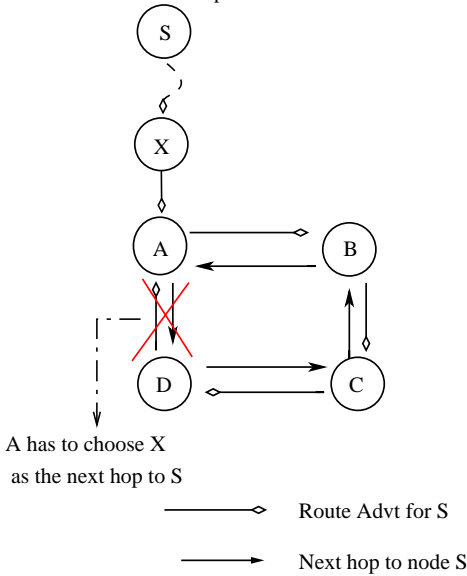 S
X
A
B
D
C
A has to choose X
as the next hop to S
Route Advt for S
Next hop to node S